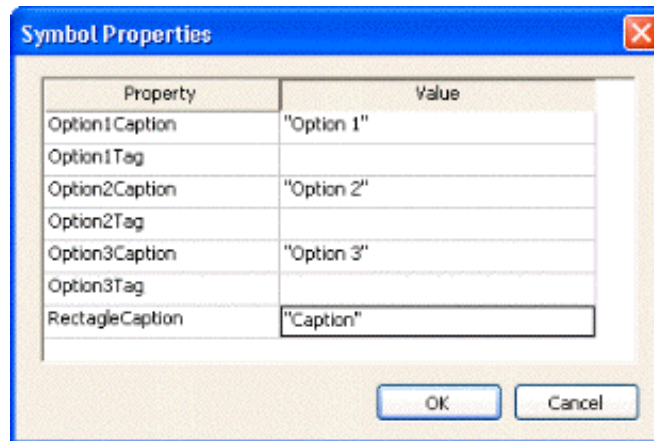 Symbol Properties
Property Value
Option1Caption "Option 1"
Option1Tag
Option2Caption "Option 2"
Option2Tag
Option3Caption "Option 3"
Option3Tag
RectagleCaption "Caption"
OK Cancel